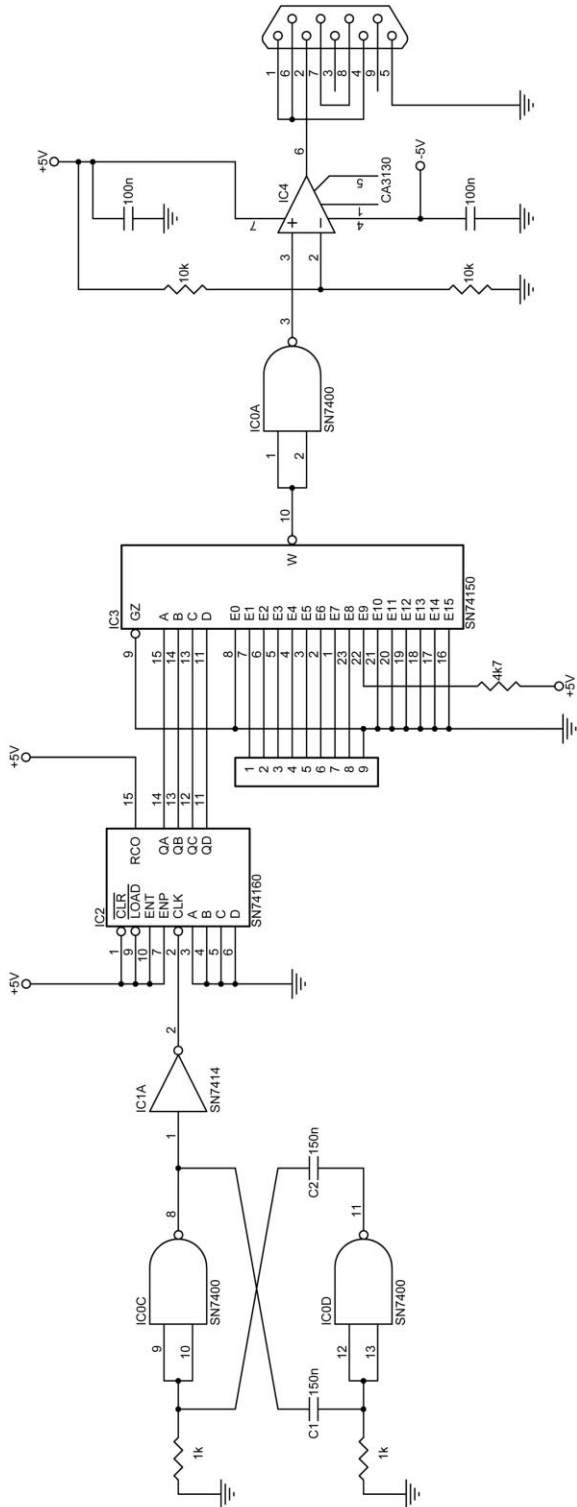 1k
9
10
IC0C
SN7400
8
C2
150n
1k
C1
150n
12
13
IC0D
SN7400
11
1
IC1A
SN7414
2
+5V
1
9
10
7
2
3
4
5
6
IC2
CLR
LOAD
ENT
ENP
CLK
A
B
C
D
RCO
QA
QB
QC
QD
SN74160
15
14
13
12
11
+5V
1
2
3
4
5
6
7
8
9
9
15
14
13
11
8
7
6
5
4
3
2
1
23
22
21
20
19
18
17
16
IC3
GZ
A
B
C
D
E0
E1
E2
E3
E4
E5
E6
E7
E8
E9
E10
E11
E12
E13
E14
E15
W
SN74150
4k7
+5V
10
1
2
IC0A
SN7400
3
+5V
100n
10k
10k
3
2
7
IC4
+
−
6
5
1
4
CA3130
-5V
100n
1
6
2
7
3
8
4
9
5